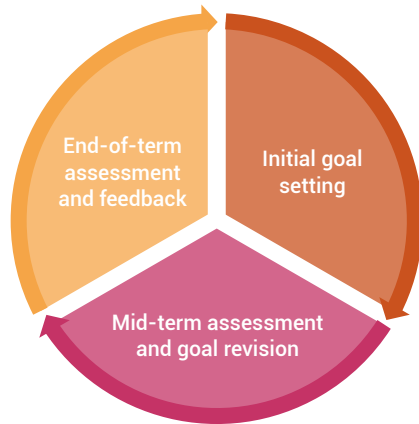 Initial goal
setting
Mid-term assessment
and goal revision
End-of-term
assessment
and feedback